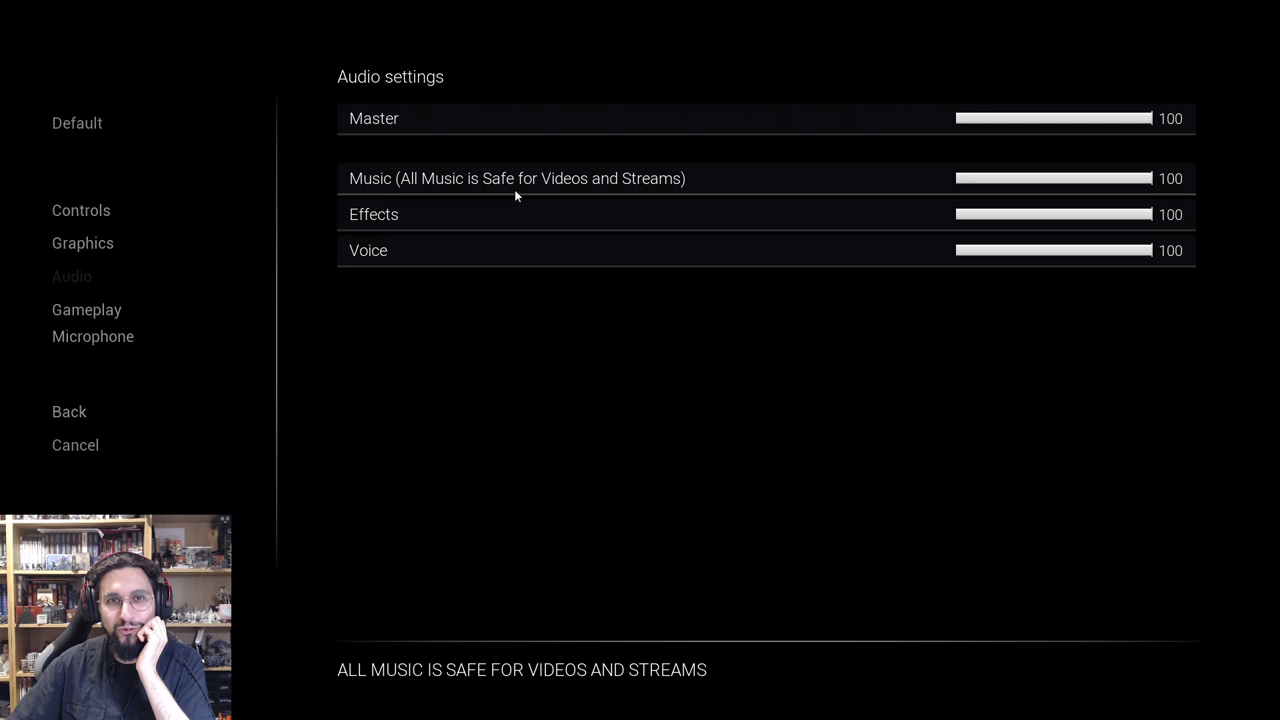 Audio settings
Default
Master 100
Music (All Music is Safe for Videos and Streams) 100
Controls
Effects 100
Graphics
Voice 100
Audio
Gameplay
Microphone
Back
Cancel
ALL MUSIC IS SAFE FOR VIDEOS AND STREAMS